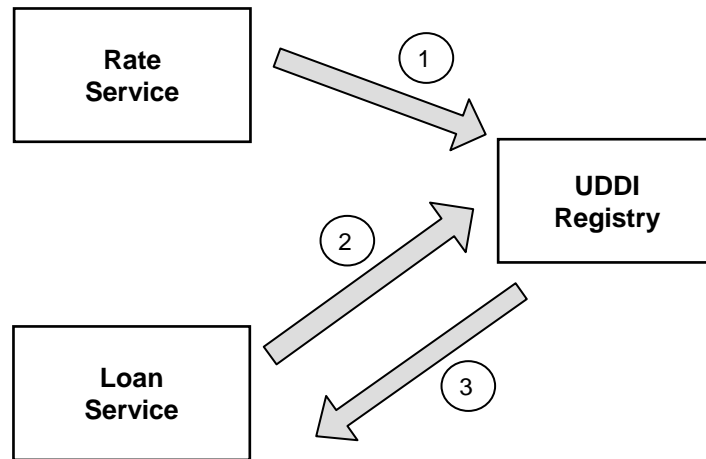 Rate
Service
1
UDDI
Registry
2
Loan
Service
3